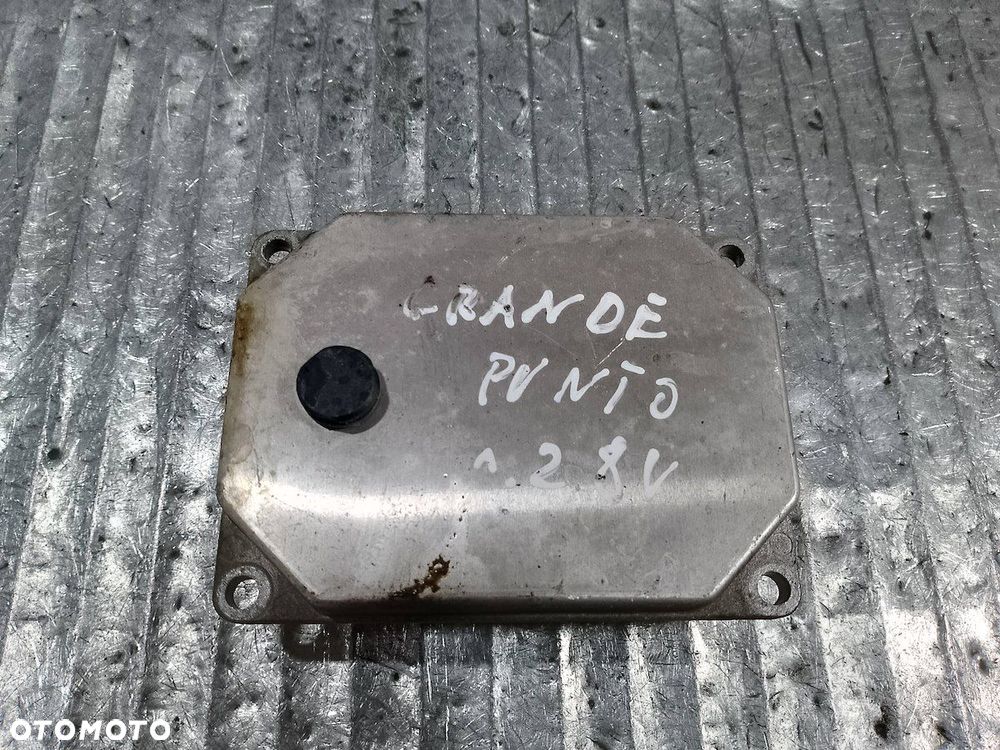 GRANDE
PUNTO
1.2 8V
OTOMOTO